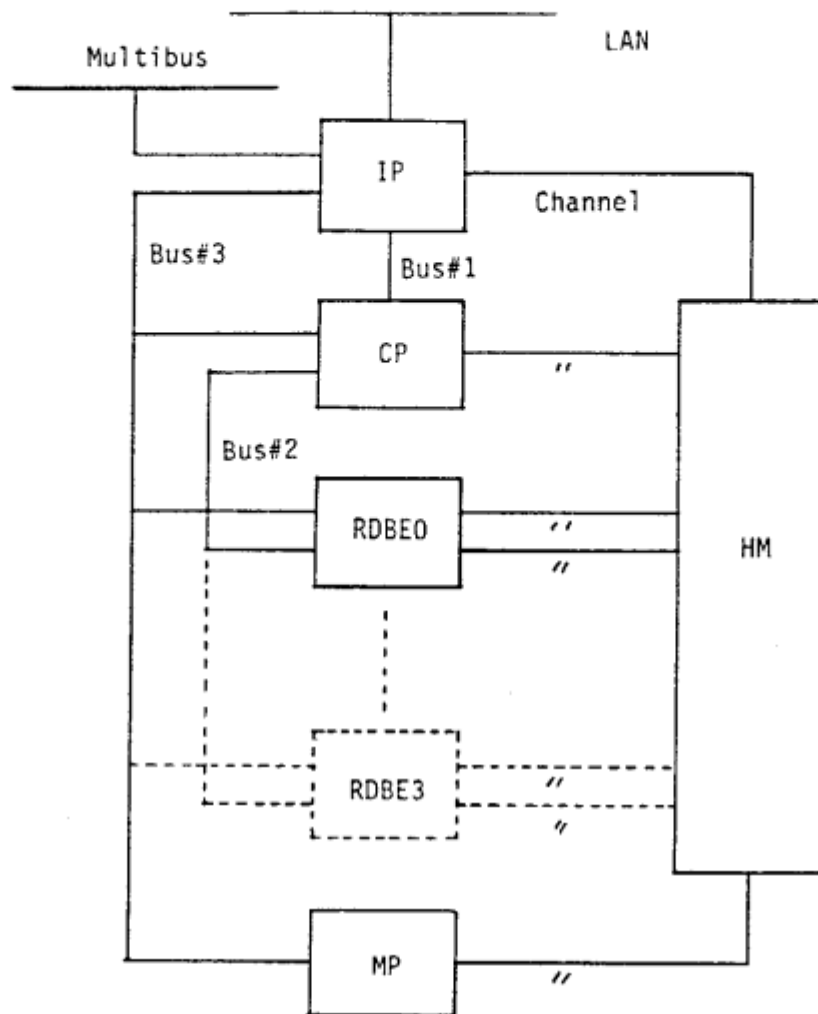 LAN
Multibus
IP
Channel
Bus#3
Bus#1
CP
〃
Bus#2
RDBE0
〃
〃
HM
RDBE3
〃
〃
MP
〃